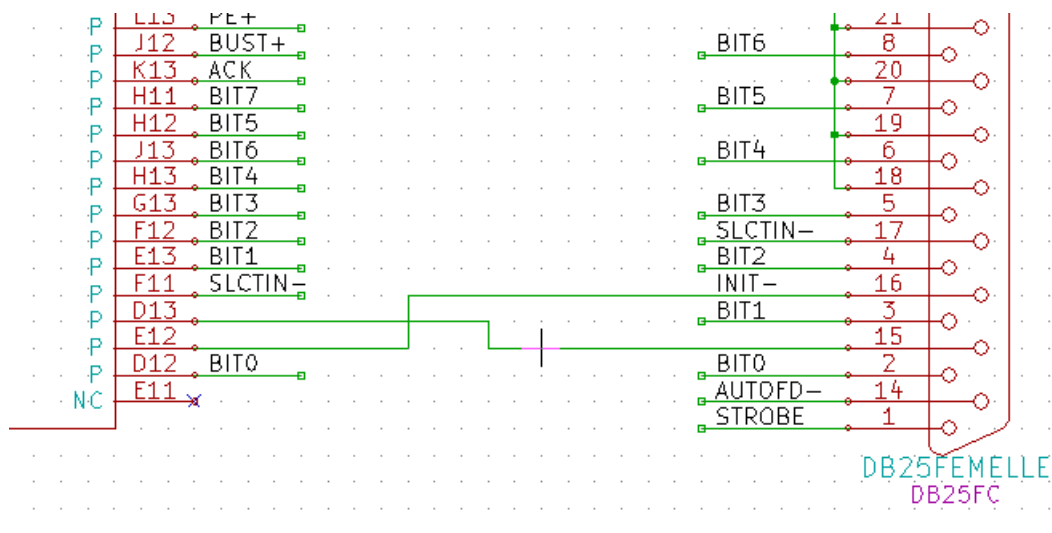 P L13 PE+
P J12 BUST+
P K13 ACK
P H11 BIT7
P H12 BIT5
P J13 BIT6
P H13 BIT4
P G13 BIT3
P F12 BIT2
P E13 BIT1
P F11 SLCTIN-
P D13
P E12
P D12 BIT0
NC E11
21
BIT6 8
20
BIT5 7
19
BIT4 6
18
BIT3 5
SLCTIN- 17
BIT2 4
INIT- 16
BIT1 3
15
BIT0 2
AUTOFD- 14
STROBE 1
DB25FEMELLE
DB25FC